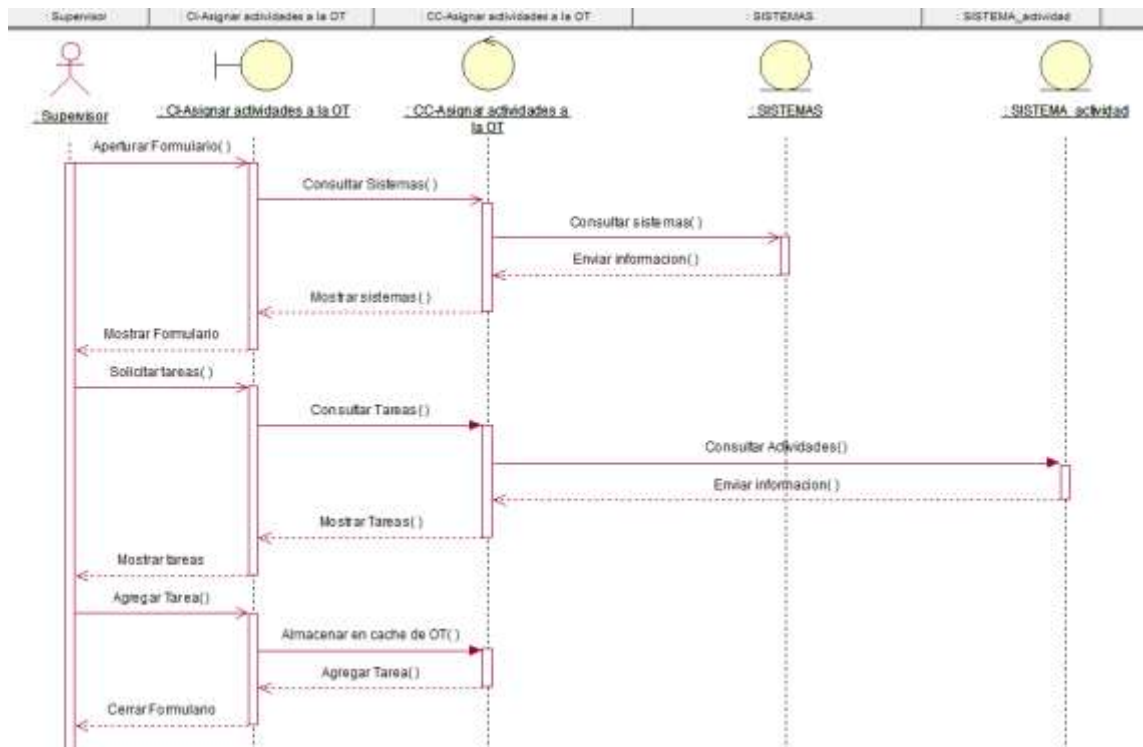 : Supervisor
CI-Asignar actividades a la OT
CC-Asignar actividades a la OT
: SISTEMAS
: SISTEMA_actividad
: Supervisor
: CI-Asignar actividades a la OT
: CC-Asignar actividades a
la OT
: SISTEMAS
: SISTEMA_actividad
Aperturar Formulario( )
Consultar Sistemas( )
Consultar sistemas( )
Enviar informacion( )
Mostrar sistemas( )
Mostrar Formulario
Solicitar tareas( )
Consultar Tareas( )
Consultar Actividades()
Enviar informacion( )
Mostrar Tareas( )
Mostrar tareas
Agregar Tarea()
Almacenar en cache de OT( )
Agregar Tarea( )
Cerrar Formulario